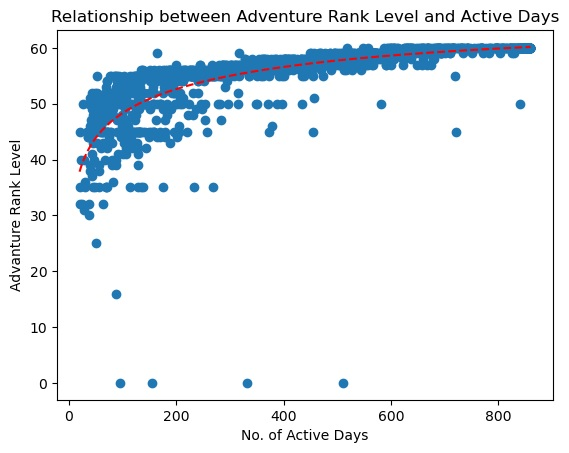 Relationship between Adventure Rank Level and Active Days
60
50
40
30
20
10
0
Advanture Rank Level
0 200 400 600 800
No. of Active Days